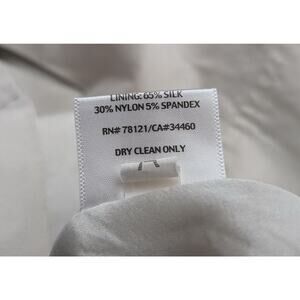 LINING: 65% SILK
30% NYLON 5% SPANDEX
RN# 78121/CA#34460
DRY CLEAN ONLY